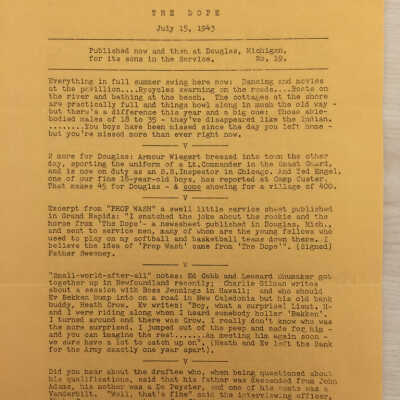 THE DOPE
July 15, 1943
Published now and then at Douglas, Michigan,
for its sons in the Service. No. 19.
Everything in full summer swing here now: Dancing and movies
at the pavilion....Bycycles swarming on the roads....Boats on
the river and bathing at the beach. The cottages at the shore
are practically full and things bowl along in much the old way -
but there's a difference this year and a big one: Those able-
bodied males of 18 to 35 - they've disappeared like the Indian.
........You boys have been missed since the day you left home -
but you're missed more than ever right now.
V
2 more for Douglas: Armour Wiegert breezed into town the other
day, sporting the uniform of a Lt.Commander in the Coast Guard,
and is now on duty as an O.S.Inspector in Chicago. And Ted Engel,
one of our fine 18-year-old boys, has reported at Camp Custer.
That makes 45 for Douglas - & some showing for a village of 400.
V
Excerpt from "PROP WASH" a swell little service sheet published
in Grand Rapids: "I snatched the joke about the rookie and the
horse from 'The Dope' - a newssheet published in Douglas, Mich.,
and sent to service men, many of whom are the young fellows who
used to play on my softball and basketball teams down there. I
believe the idea of 'Prop Wash' came from 'The Dope'". (Signed)
Father Sweeney.
V
"Small-world-after-all" notes: Ed Cobb and Leonard Shumaker got
together up in Newfoundland recently; Charlie Gilman writes
about a session with Ross Jennings in Hawaii; and who should
Ev Bekken bump into on a road in New Caledonia but his old bank
buddy, Heath Crow. Ev writes: "Boy, what a surprise! Lieut. H-
and I were riding along when I heard somebody holler 'Bekken'.
I turned around and there was Crow. I really don't know who was
the more surprised. I jumped out of the peep and made for him -
and you can imagine the rest......Am meeting him again soon -
we sure have a lot to catch up on". (Heath and Ev left the bank
for the Army exactly one year apart).
V
Did you hear about the draftee who, when being questioned about
his qualifications, said that his father was descended from John
Adams, his mother was a De Peyster, and one of his aunts was a
Vanderbilt. "Well, that's fine" said the interviewing officer,